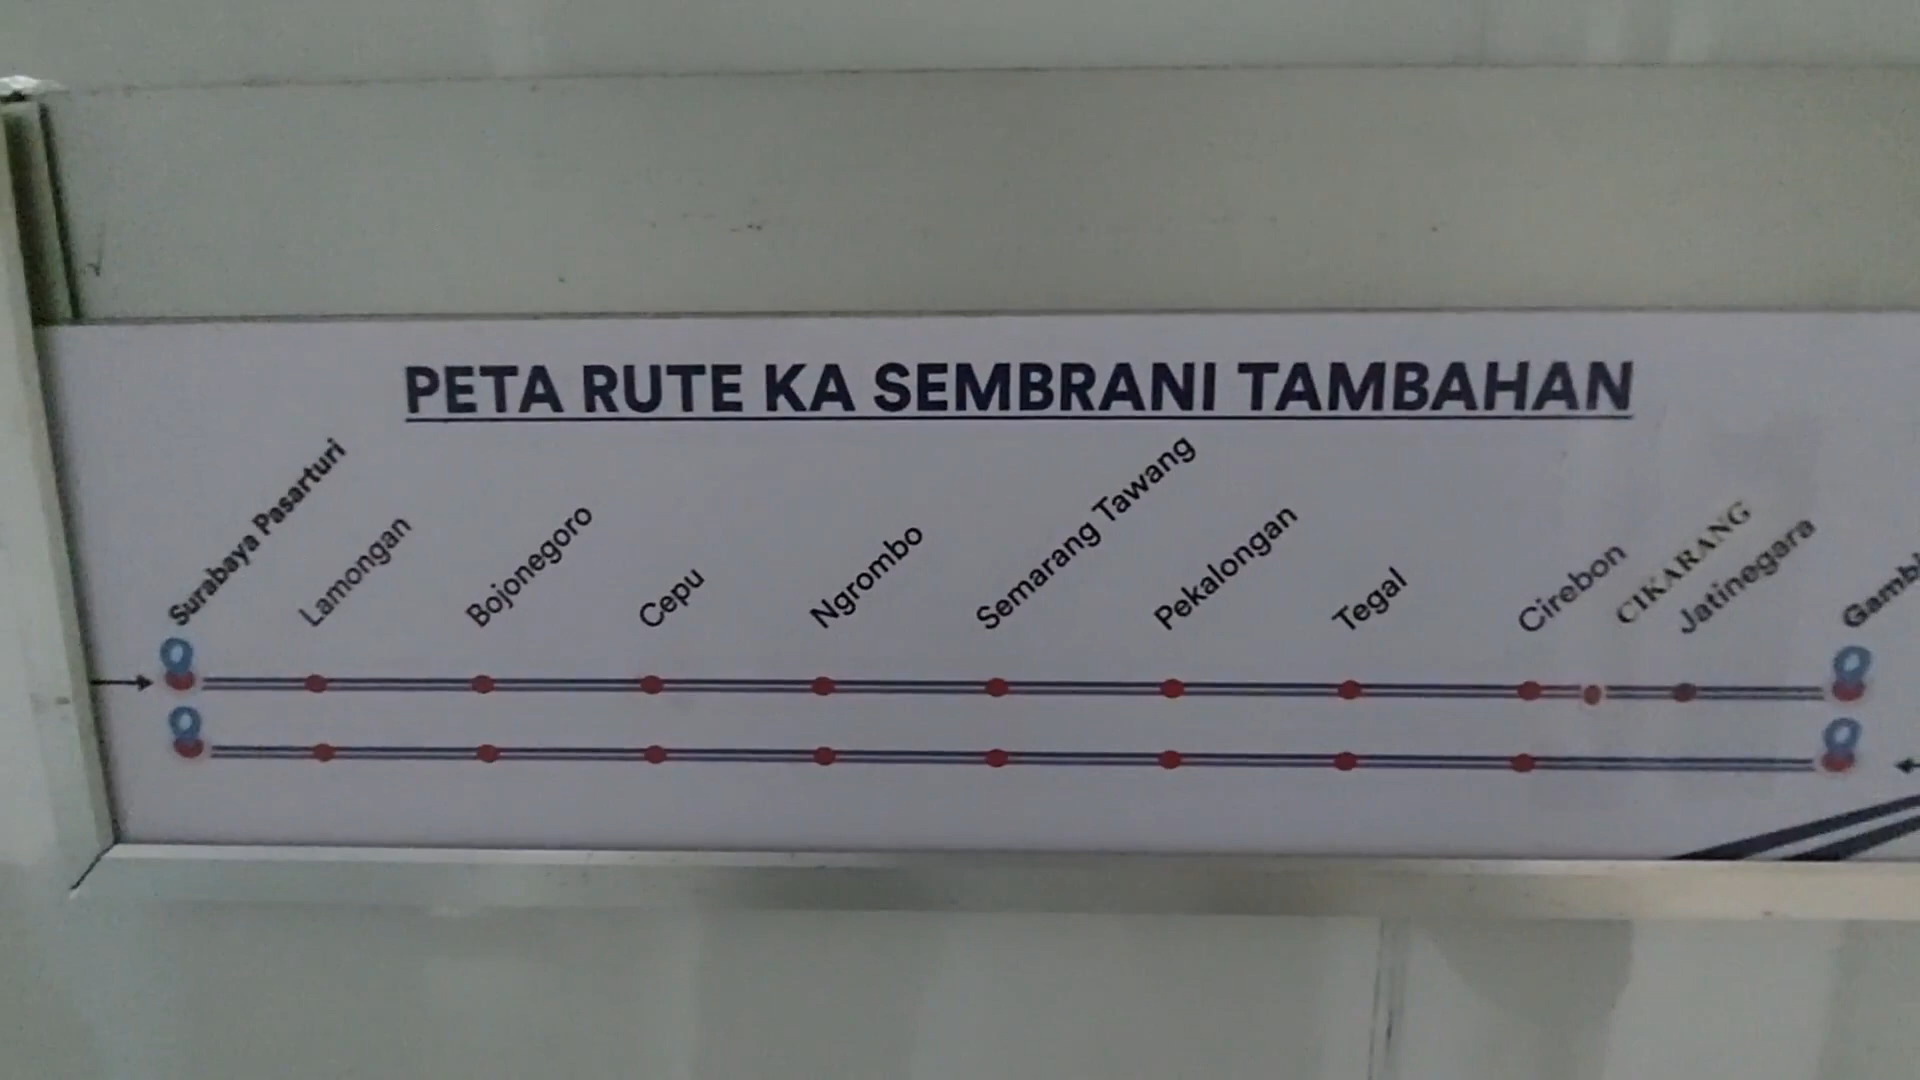 PETA RUTE KA SEMBRANI TAMBAHAN
Surabaya Pasarturi
Lamongan
Bojonegoro
Cepu
Ngrombo
Semarang Tawang
Pekalongan
Tegal
Cirebon
CIKARANG
Jatinegara